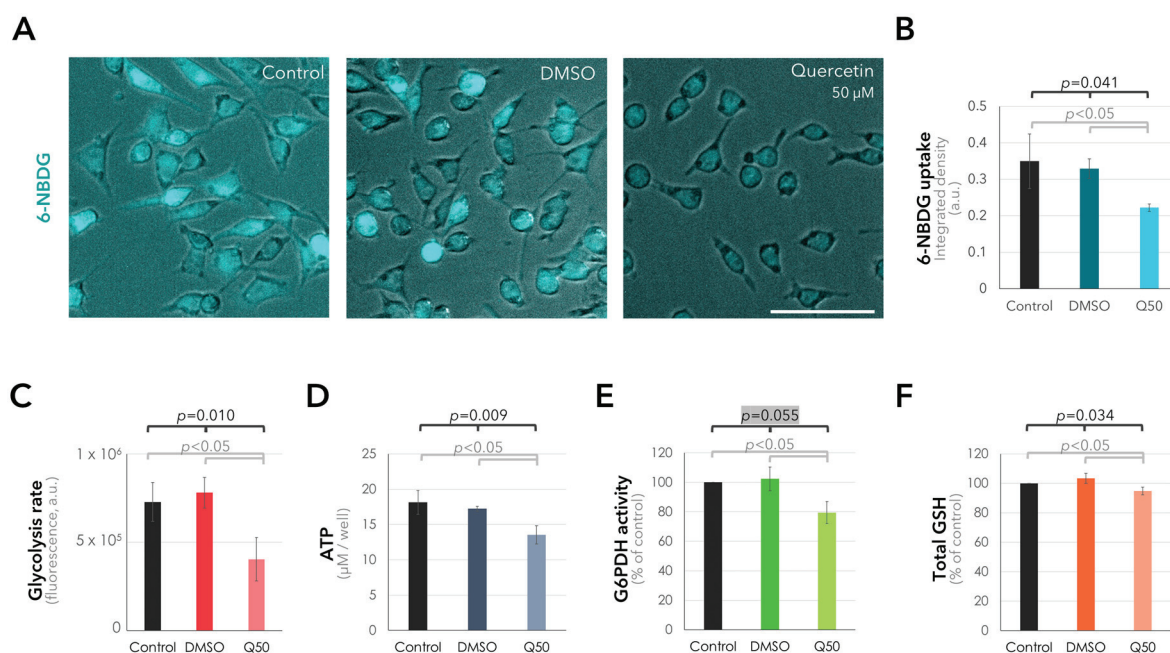 A
6-NBDG
Control
DMSO
Quercetin
50 µM
B
p=0.041
p<0.05
6-NBDG uptake
Integrated density
(a.u.)
0.5
0.4
0.3
0.2
0.1
0
Control DMSO Q50
C
p=0.010
p<0.05
Glycolysis rate
(fluorescence, a.u.)
1 x 10⁶
5 x 10⁵
0
Control DMSO Q50
D
p=0.009
p<0.05
ATP
(µM / well)
25
20
15
10
5
0
Control DMSO Q50
E
p=0.055
p<0.05
G6PDH activity
(% of control)
120
100
80
60
40
20
0
Control DMSO Q50
F
p=0.034
p<0.05
Total GSH
(% of control)
120
100
80
60
40
20
0
Control DMSO Q50